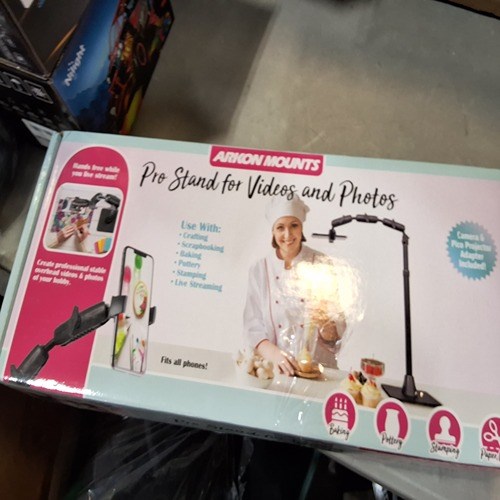 ARKON MOUNTS
Pro Stand for Videos and Photos
Hands free while
you live stream!
Create professional stable
overhead videos & photos
of your hobby.
Use With:
• Crafting
• Scrapbooking
• Baking
• Pottery
• Stamping
• Live Streaming
Fits all phones!
Camera &
Pico Projector
Adapter
Included!
Baking
Pottery
Stamping